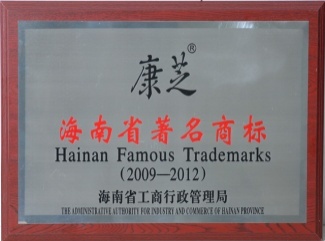 康芝®
海南省著名商标
Hainan Famous Trademarks
(2009—2012)
海南省工商行政管理局
THE ADMINISTRATIVE AUTHORITY FOR INDUSTRY AND COMMERCE OF HAINAN PROVINCE